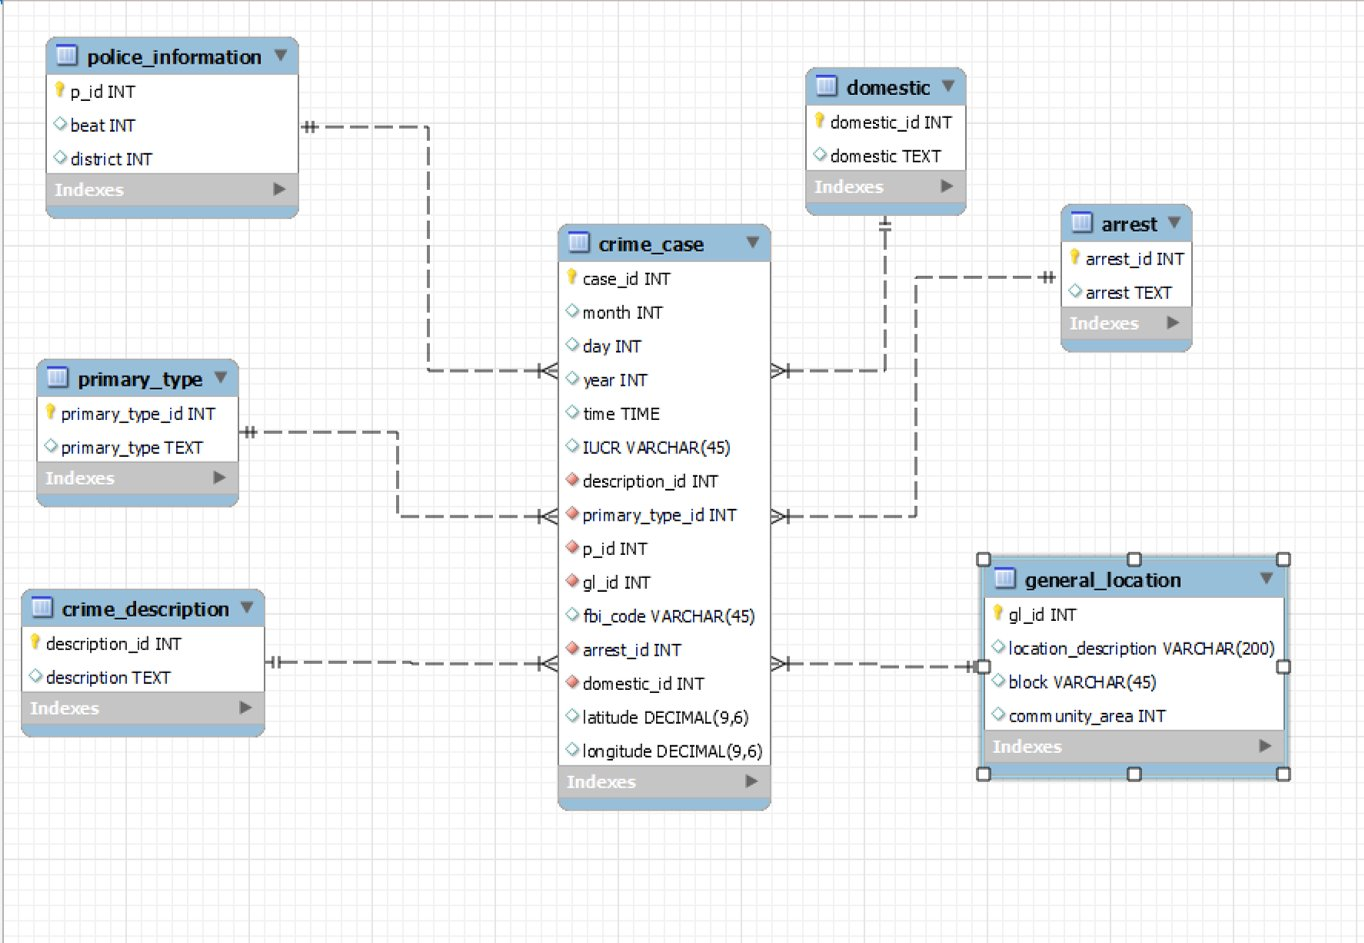 police_information
p_id INT
beat INT
district INT
Indexes
primary_type
primary_type_id INT
primary_type TEXT
Indexes
crime_description
description_id INT
description TEXT
Indexes
crime_case
case_id INT
month INT
day INT
year INT
time TIME
IUCR VARCHAR(45)
description_id INT
primary_type_id INT
p_id INT
gl_id INT
fbi_code VARCHAR(45)
arrest_id INT
domestic_id INT
latitude DECIMAL(9,6)
longitude DECIMAL(9,6)
Indexes
domestic
domestic_id INT
domestic TEXT
Indexes
arrest
arrest_id INT
arrest TEXT
Indexes
general_location
gl_id INT
location_description VARCHAR(200)
block VARCHAR(45)
community_area INT
Indexes